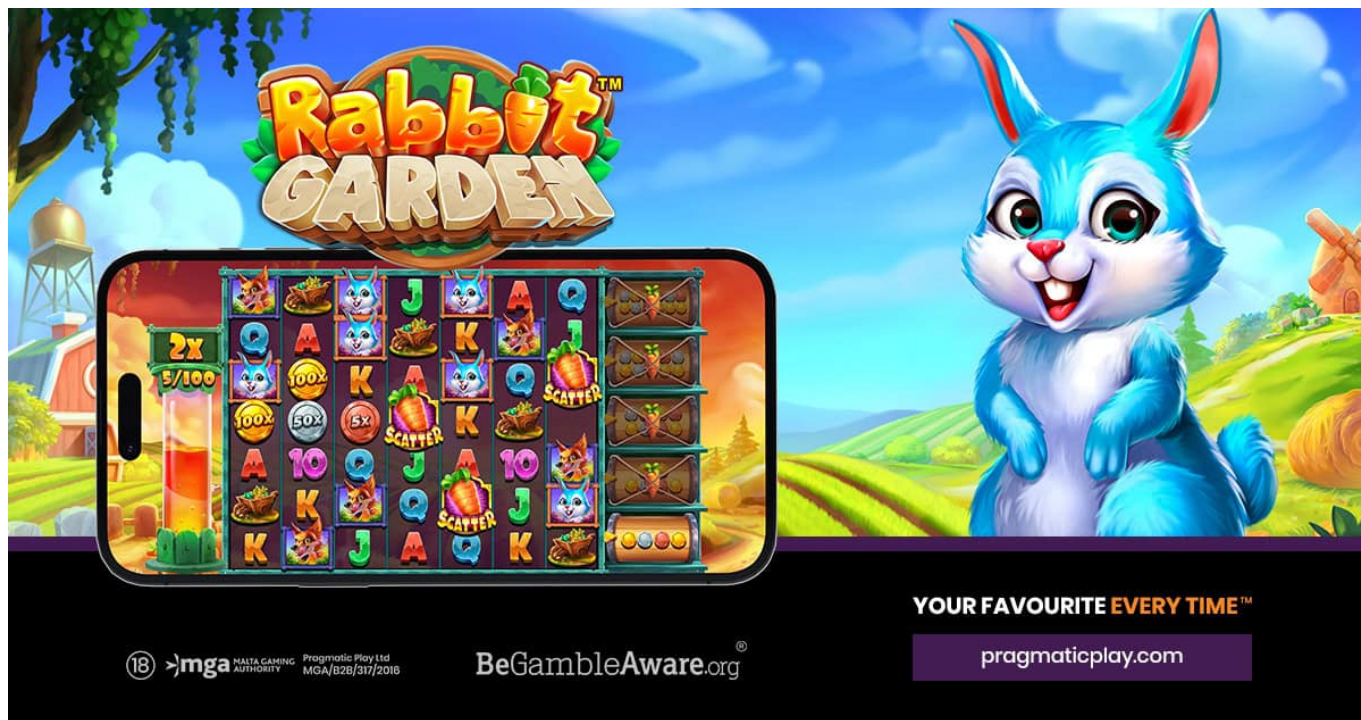 Rabbit™
GARDEN
2X
5/100
J A Q
Q A K J
100X K A Q SCATTER
100X 50X 5X SCATTER K
A 10 Q J A 10
K Q SCATTER J
K J A Q K
YOUR FAVOURITE EVERY TIME™
pragmaticplay.com
18 mga MALTA GAMING AUTHORITY Pragmatic Play Ltd MGA/B2B/317/2016
BeGambleAware.org®